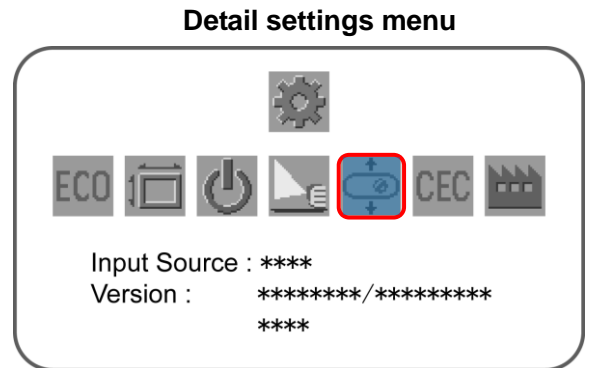 Detail settings menu
ECO CEC
Input Source : ****
Version : ********/*********
****